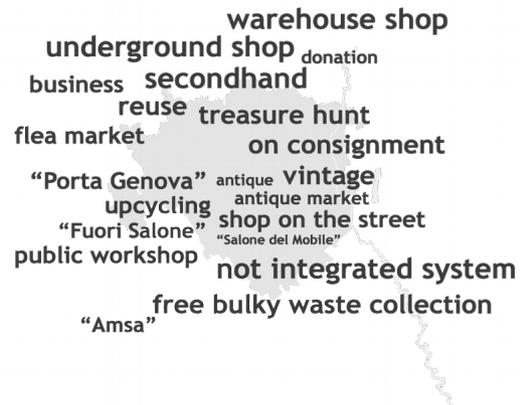 warehouse shop
underground shop
donation
business
secondhand
reuse
treasure hunt
flea market
on consignment
“Porta Genova”
antique
vintage
antique market
upcycling
shop on the street
“Fuori Salone”
“Salone del Mobile”
public workshop
not integrated system
free bulky waste collection
“Amsa”